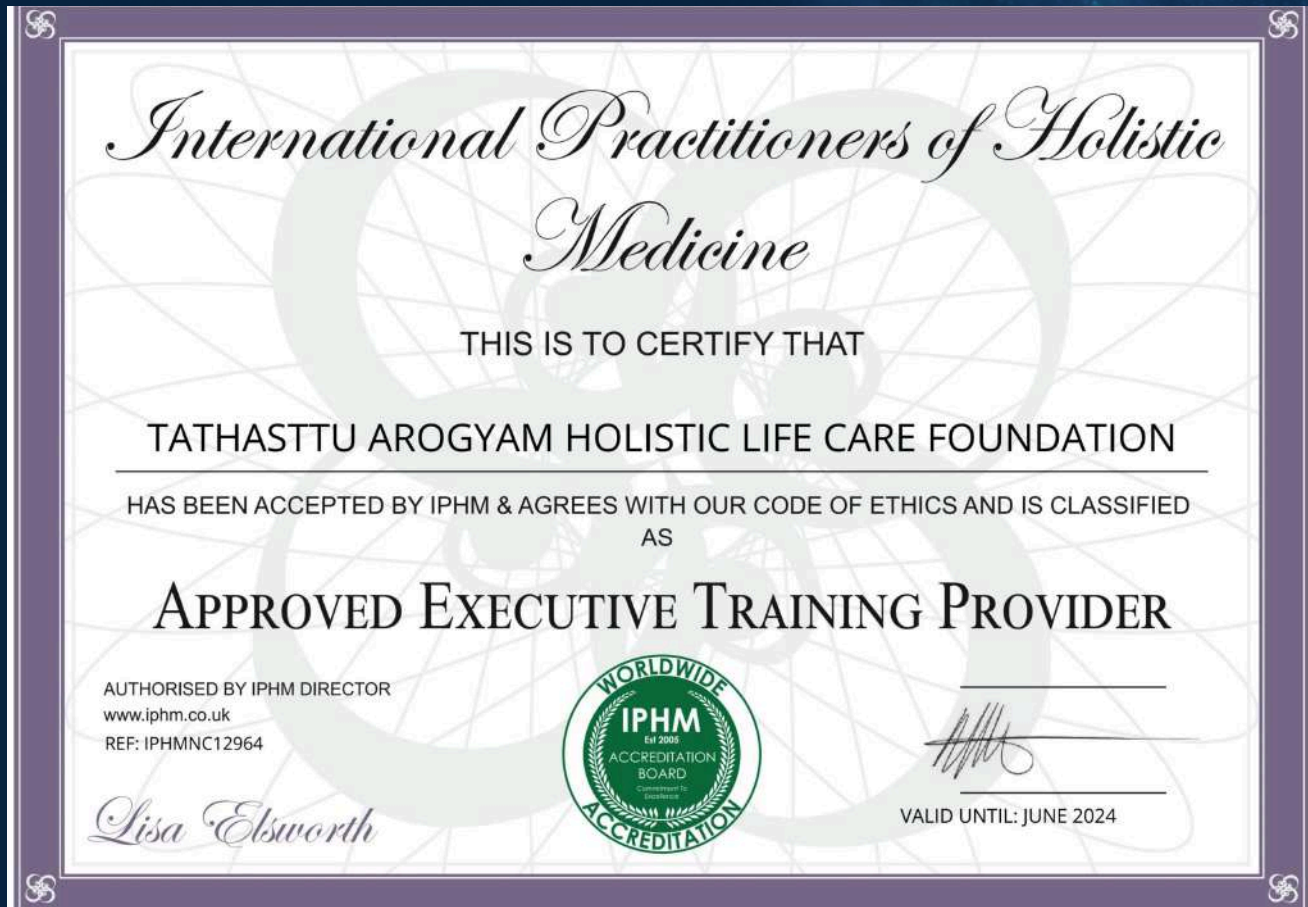 International Practitioners of Holistic
Medicine
THIS IS TO CERTIFY THAT
TATHASTTU AROGYAM HOLISTIC LIFE CARE FOUNDATION
HAS BEEN ACCEPTED BY IPHM & AGREES WITH OUR CODE OF ETHICS AND IS CLASSIFIED
AS
APPROVED EXECUTIVE TRAINING PROVIDER
AUTHORISED BY IPHM DIRECTOR
www.iphm.co.uk
REF: IPHMNC12964
Lisa Elsworth
WORLDWIDE
IPHM
Est 2005
ACCREDITATION
BOARD
Commitment To
Excellence
ACCREDITATION
VALID UNTIL: JUNE 2024